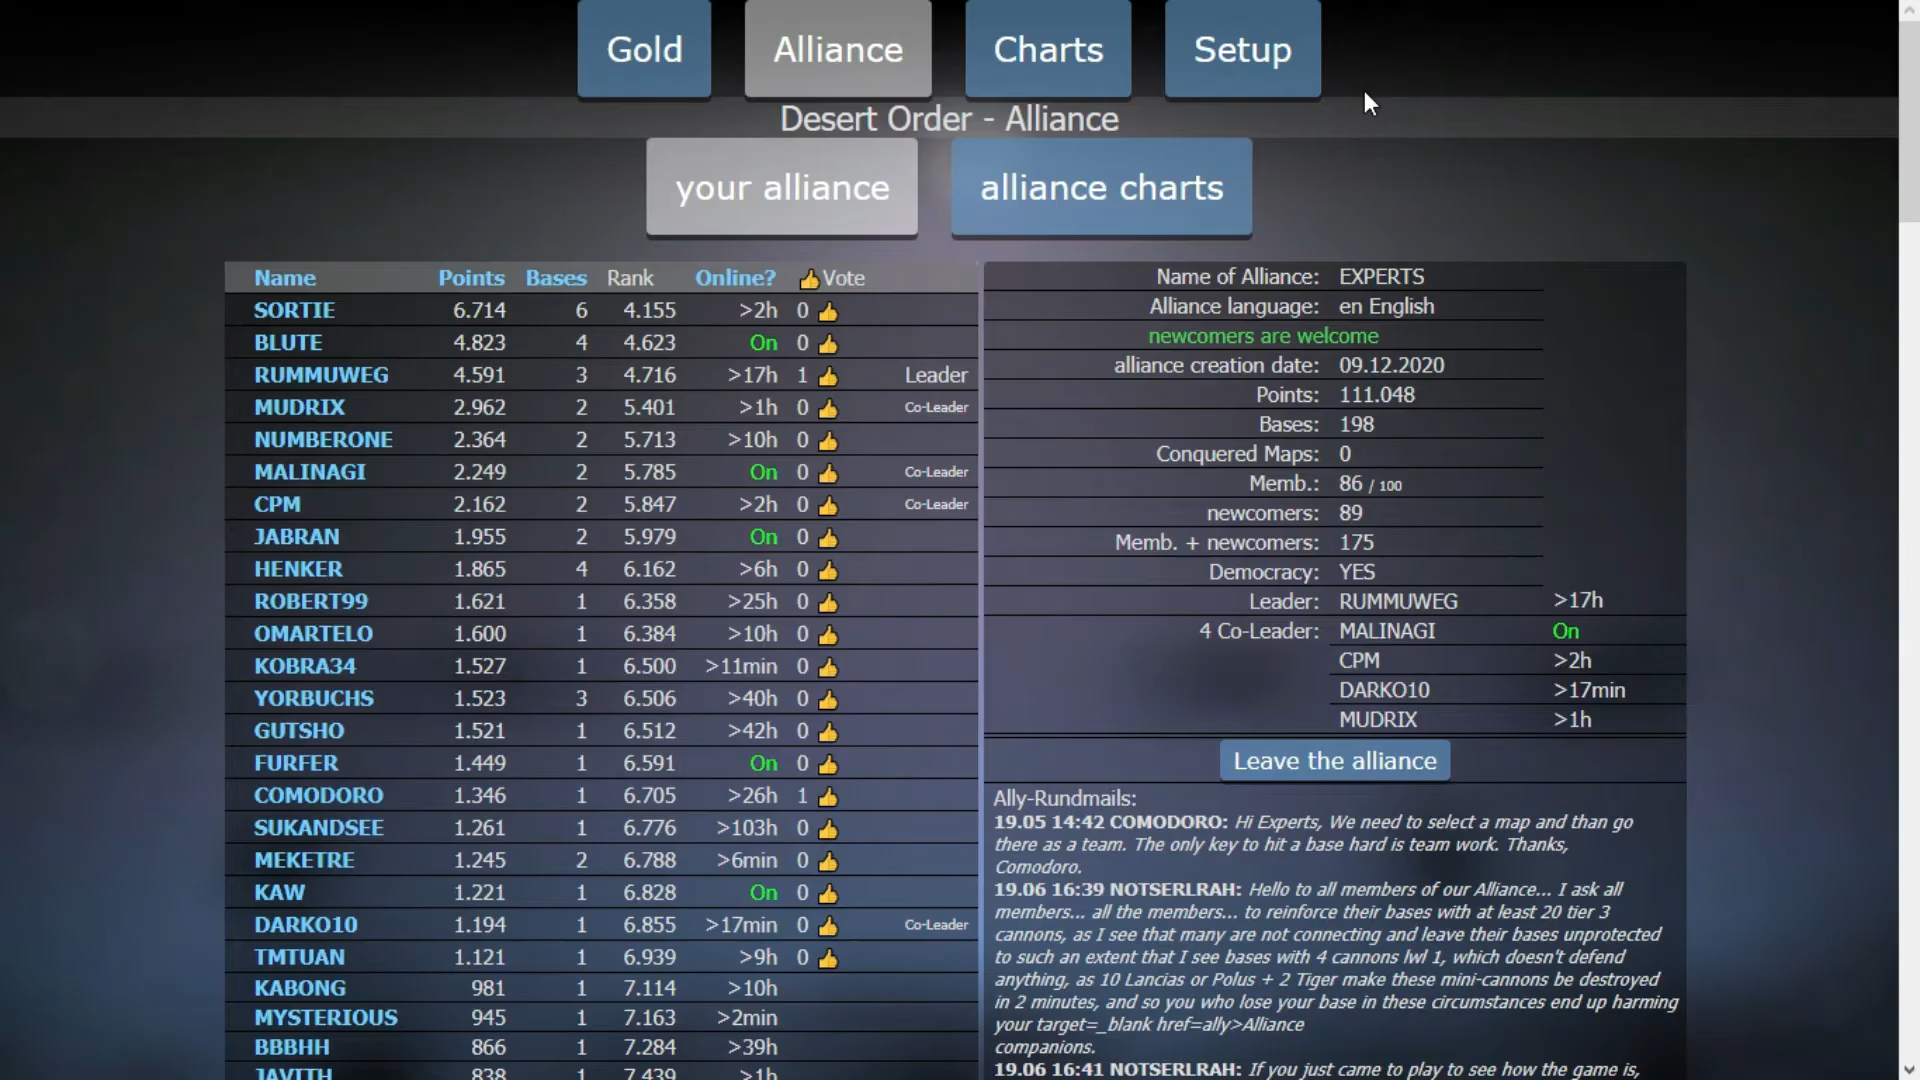 Gold Alliance Charts Setup
Desert Order - Alliance
your alliance alliance charts
Name Points Bases Rank Online? Vote
SORTIE 6.714 6 4.155 >2h 0
BLUTE 4.823 4 4.623 On 0
RUMMUWEG 4.591 3 4.716 >17h 1 Leader
MUDRIX 2.962 2 5.401 >1h 0 Co-Leader
NUMBERONE 2.364 2 5.713 >10h 0
MALINAGI 2.249 2 5.785 On 0 Co-Leader
CPM 2.162 2 5.847 >2h 0 Co-Leader
JABRAN 1.955 2 5.979 On 0
HENKER 1.865 4 6.162 >6h 0
ROBERT99 1.621 1 6.358 >25h 0
OMARTELO 1.600 1 6.384 >10h 0
KOBRA34 1.527 1 6.500 >11min 0
YORBUCHS 1.523 3 6.506 >40h 0
GUTSHO 1.521 1 6.512 >42h 0
FURFER 1.449 1 6.591 On 0
COMODORO 1.346 1 6.705 >26h 1
SUKANDSEE 1.261 1 6.776 >103h 0
MEKETRE 1.245 2 6.788 >6min 0
KAW 1.221 1 6.828 On 0
DARKO10 1.194 1 6.855 >17min 0 Co-Leader
TMTUAN 1.121 1 6.939 >9h 0
KABONG 981 1 7.114 >10h
MYSTERIOUS 945 1 7.163 >2min
BBBHH 866 1 7.284 >39h
JAVITH 838 1 7.439 >1h
Name of Alliance: EXPERTS
Alliance language: en English
newcomers are welcome
alliance creation date: 09.12.2020
Points: 111.048
Bases: 198
Conquered Maps: 0
Memb.: 86 / 100
newcomers: 89
Memb. + newcomers: 175
Democracy: YES
Leader: RUMMUWEG >17h
4 Co-Leader: MALINAGI On
CPM >2h
DARKO10 >17min
MUDRIX >1h
Leave the alliance
Ally-Rundmails:
19.05 14:42 COMODORO: Hi Experts, We need to select a map and than go
there as a team. The only key to hit a base hard is team work. Thanks,
Comodoro.
19.06 16:39 NOTSERLRAH: Hello to all members of our Alliance... I ask all
members... all the members... to reinforce their bases with at least 20 tier 3
cannons, as I see that many are not connecting and leave their bases unprotected
to such an extent that I see bases with 4 cannons lwl 1, which doesn't defend
anything, as 10 Lancias or Polus + 2 Tiger make these mini-cannons be destroyed
in 2 minutes, and so you who lose your base in these circumstances end up harming
your target=_blank href=ally>Alliance
companions.
19.06 16:41 NOTSERLRAH: If you just came to play to see how the game is,